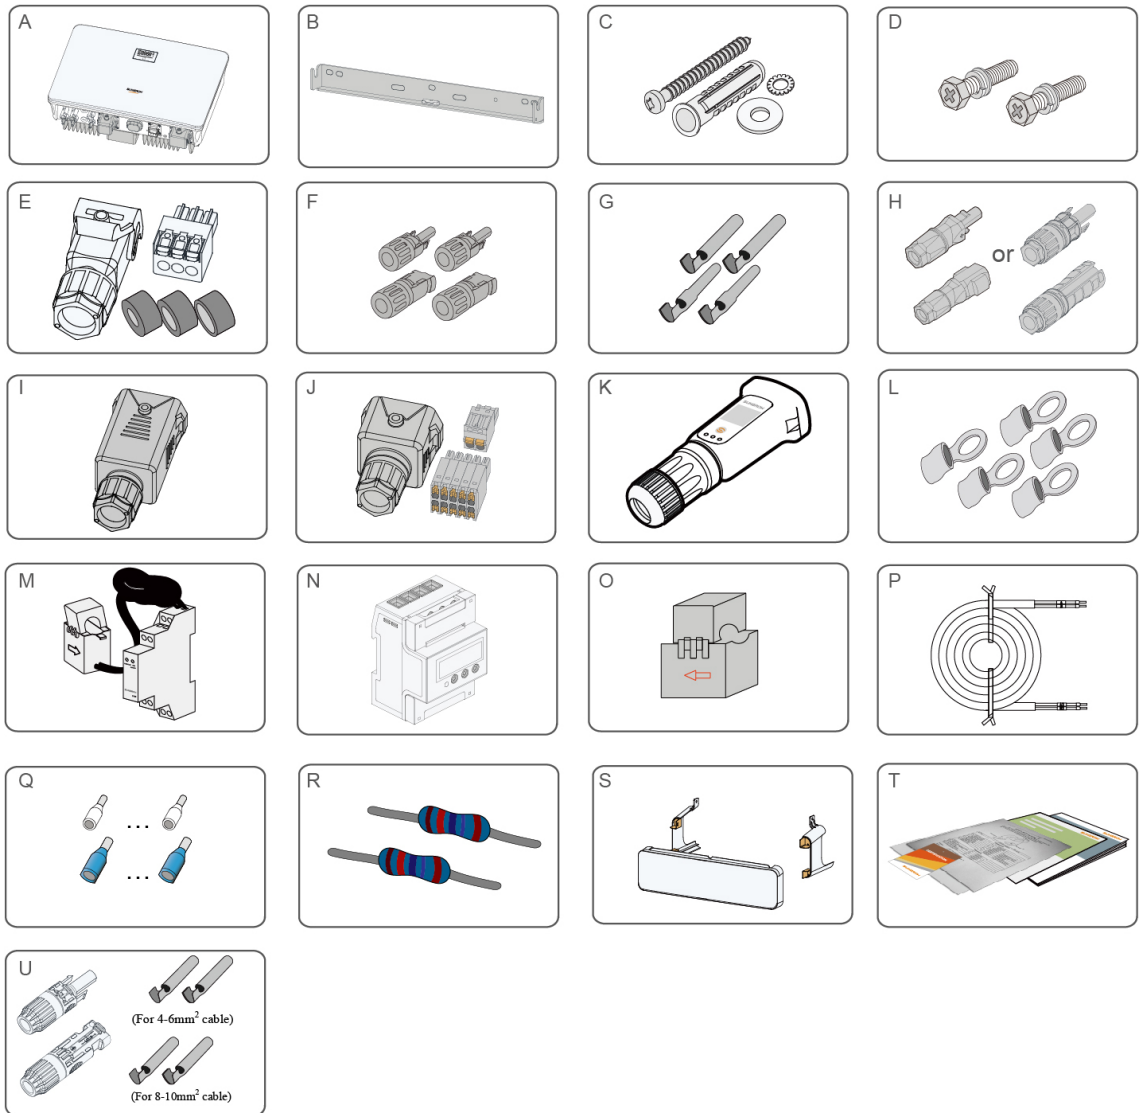 A
B
C
D
E
F
G
H
or
I
J
K
L
M
N
O
P
Q
... 
...
R
S
T
U
(For 4-6mm² cable)
(For 8-10mm² cable)